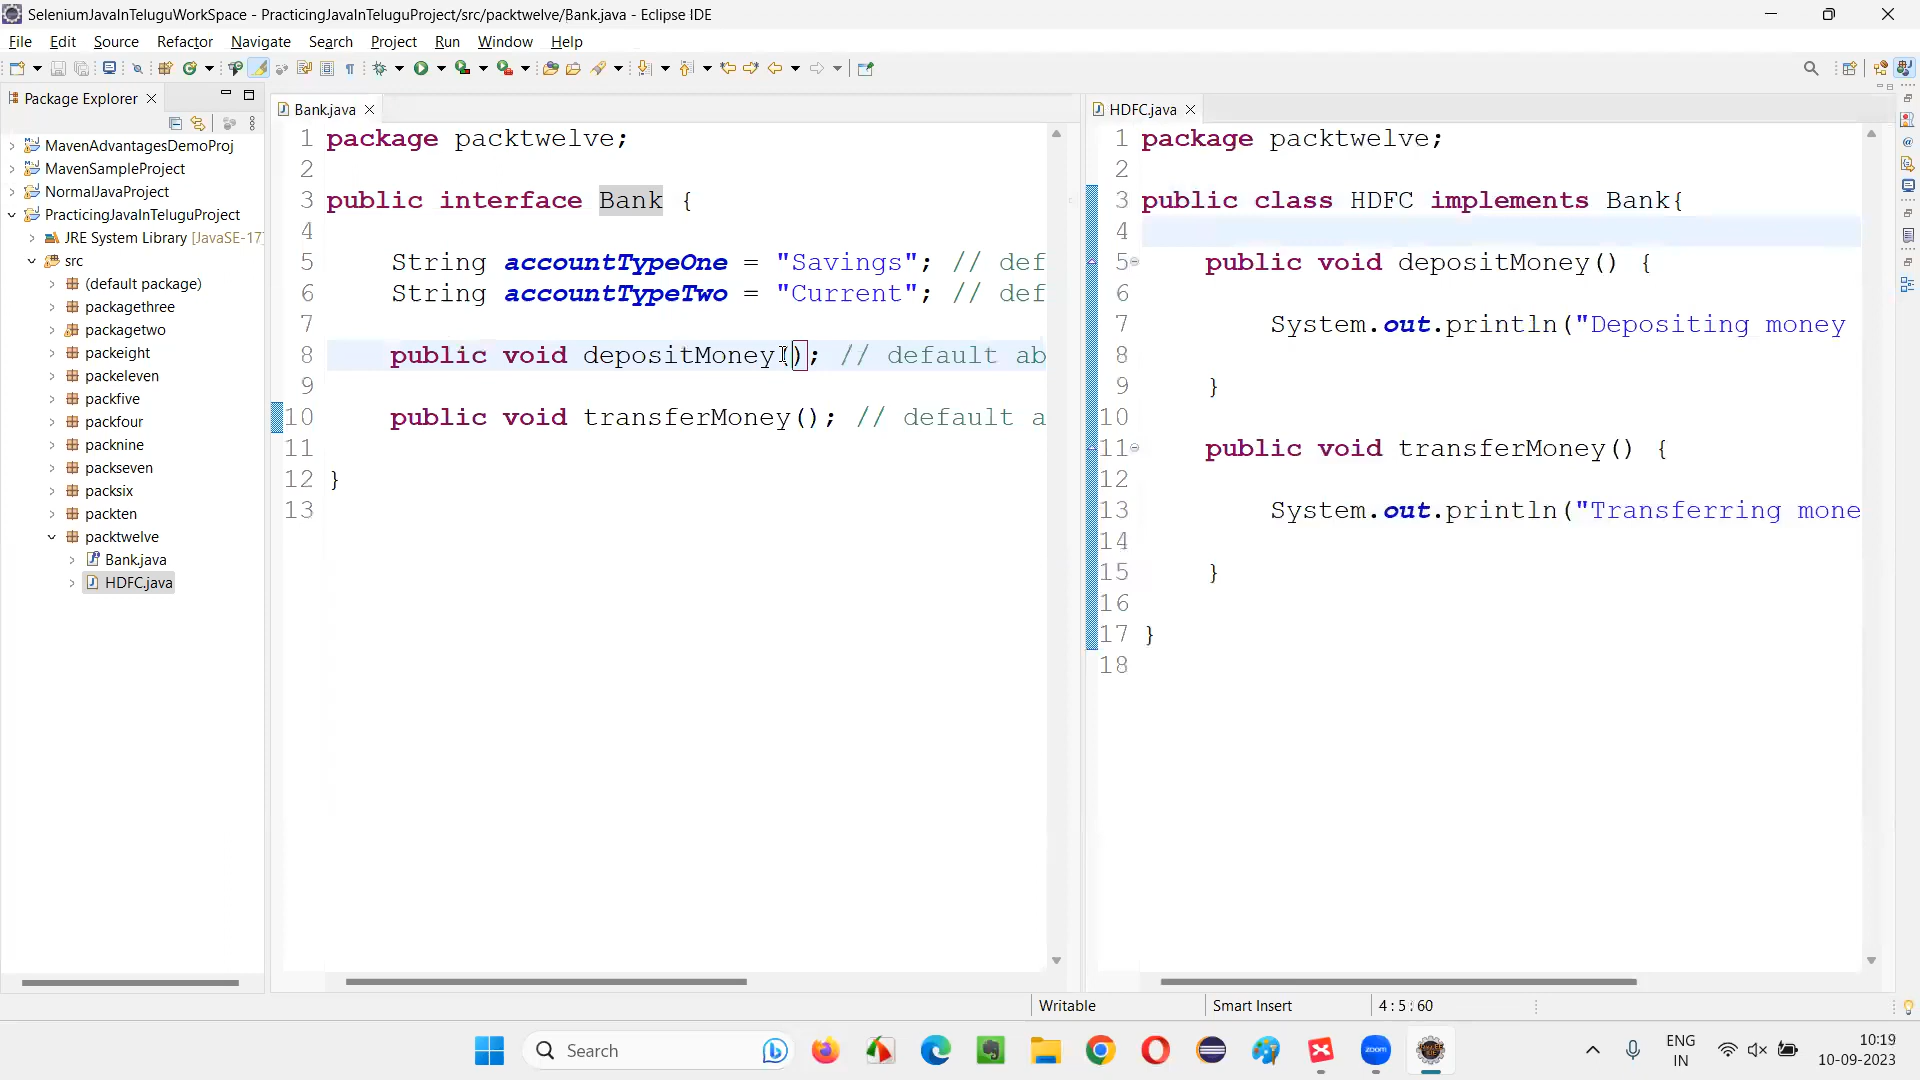 SeleniumJavaInTeluguWorkSpace - PracticingJavaInTeluguProject/src/packtwelve/Bank.java - Eclipse IDE
File Edit Source Refactor Navigate Search Project Run Window Help
Package Explorer
MavenAdvantagesDemoProj
MavenSampleProject
NormalJavaProject
PracticingJavaInTeluguProject
JRE System Library [JavaSE-17]
src
(default package)
packagethree
packagetwo
packeight
packeleven
packfive
packfour
packnine
packseven
packsix
packten
packtwelve
Bank.java
HDFC.java
Bank.java
1 package packtwelve;
2
3 public interface Bank {
4
5 String accountTypeOne = "Savings"; // def
6 String accountTypeTwo = "Current"; // def
7
8 public void depositMoney(); // default ab
9
10 public void transferMoney(); // default a
11
12 }
13
HDFC.java
1 package packtwelve;
2
3 public class HDFC implements Bank{
4
5 public void depositMoney() {
6
7 System.out.println("Depositing money
8
9 }
10
11 public void transferMoney() {
12
13 System.out.println("Transferring mone
14
15 }
16
17 }
18
Writable Smart Insert 4 : 5 : 60
Search
zoom
ENG
IN
10:19
10-09-2023